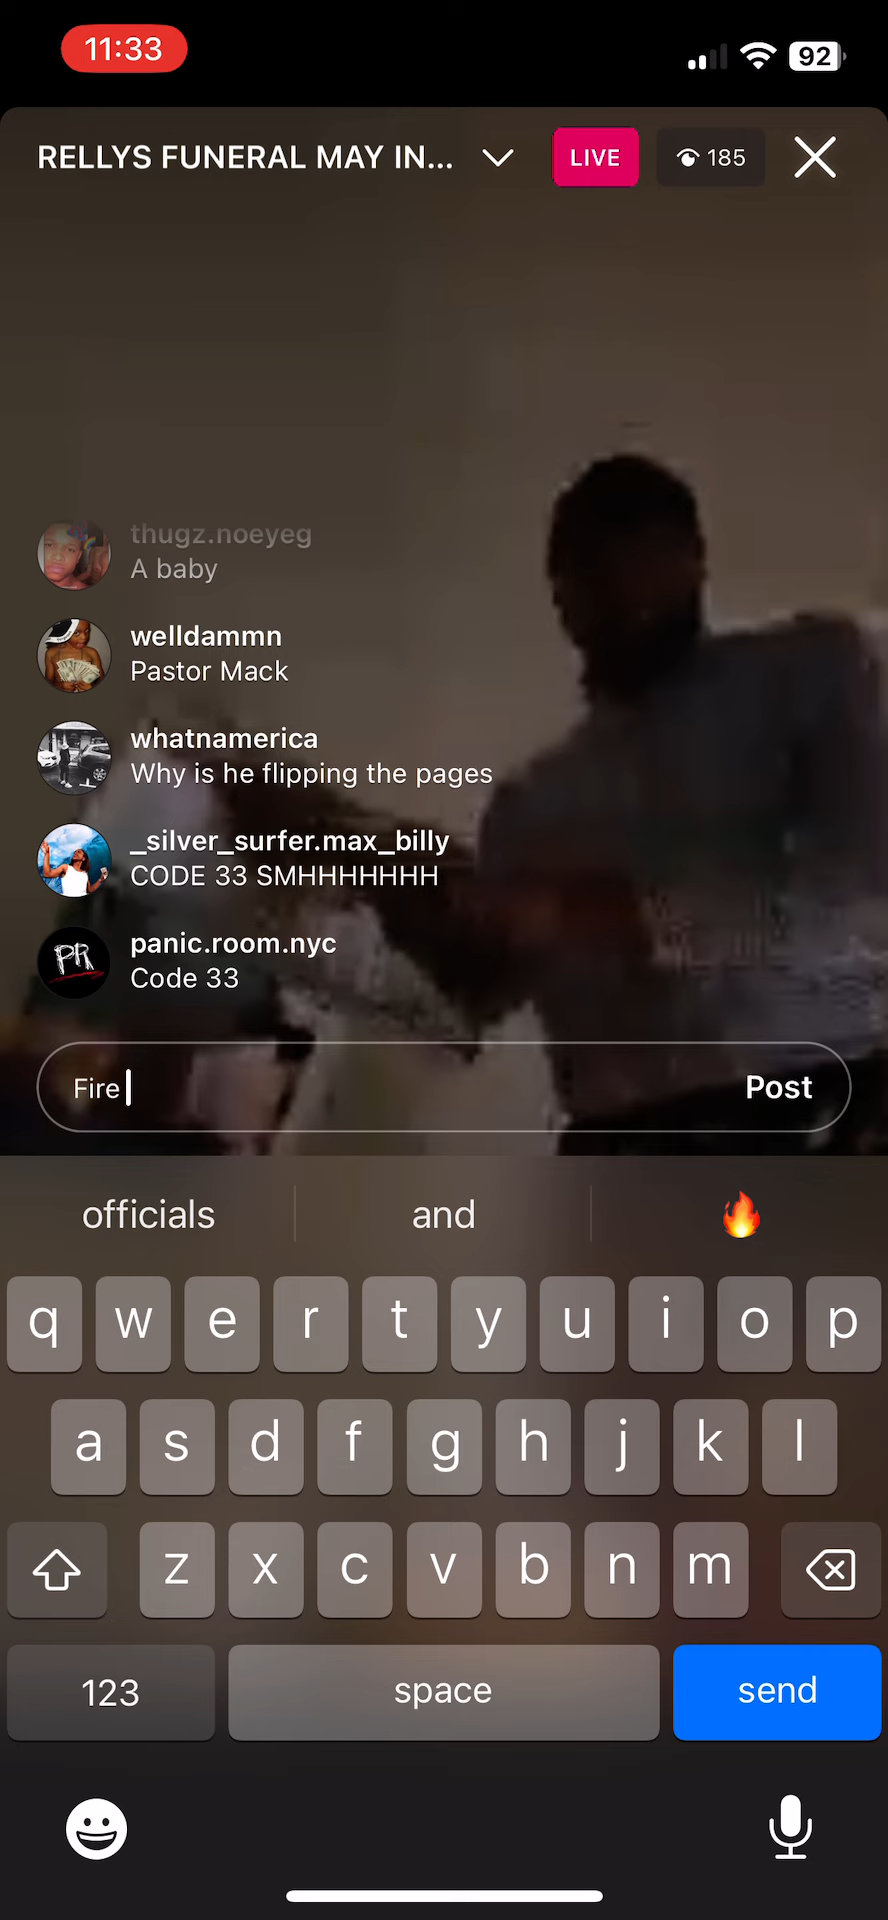 11:33
92
RELLYS FUNERAL MAY IN...
LIVE
185
thugz.noeyeg
A baby
welldammn
Pastor Mack
whatnamerica
Why is he flipping the pages
_silver_surfer.max_billy
CODE 33 SMHHHHHHH
PR
panic.room.nyc
Code 33
Fire
Post
officials and 🔥
q w e r t y u i o p
a s d f g h j k l
z x c v b n m
123 space send